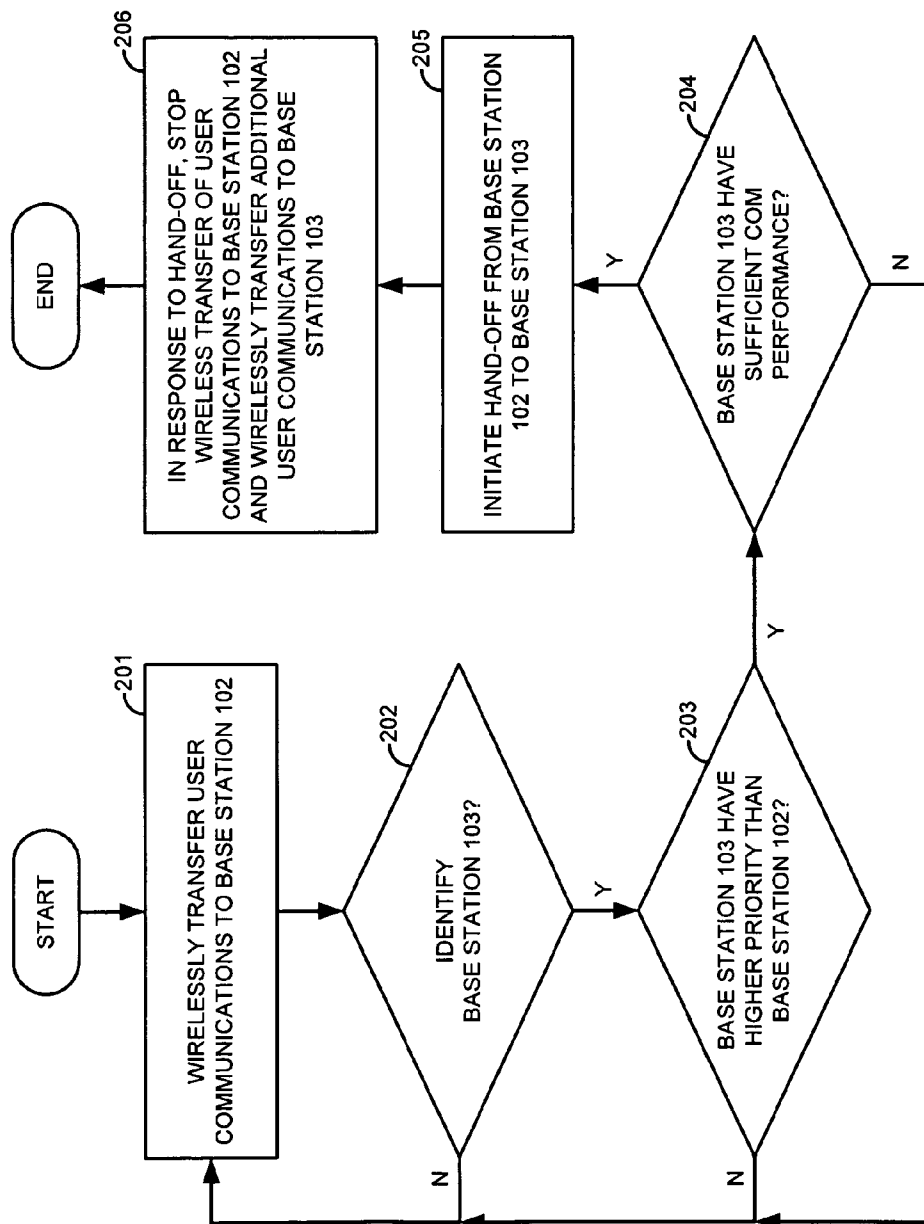 START
201
WIRELESSLY TRANSFER USER
COMMUNICATIONS TO BASE STATION 102
202
IDENTIFY
BASE STATION 103?
N
Y
203
BASE STATION 103 HAVE
HIGHER PRIORITY THAN
BASE STATION 102?
N
Y
204
BASE STATION 103 HAVE
SUFFICIENT COM
PERFORMANCE?
N
Y
205
INITIATE HAND-OFF FROM BASE STATION
102 TO BASE STATION 103
206
IN RESPONSE TO HAND-OFF, STOP
WIRELESS TRANSFER OF USER
COMMUNICATIONS TO BASE STATION 102
AND WIRELESSLY TRANSFER ADDITIONAL
USER COMMUNICATIONS TO BASE
STATION 103
END